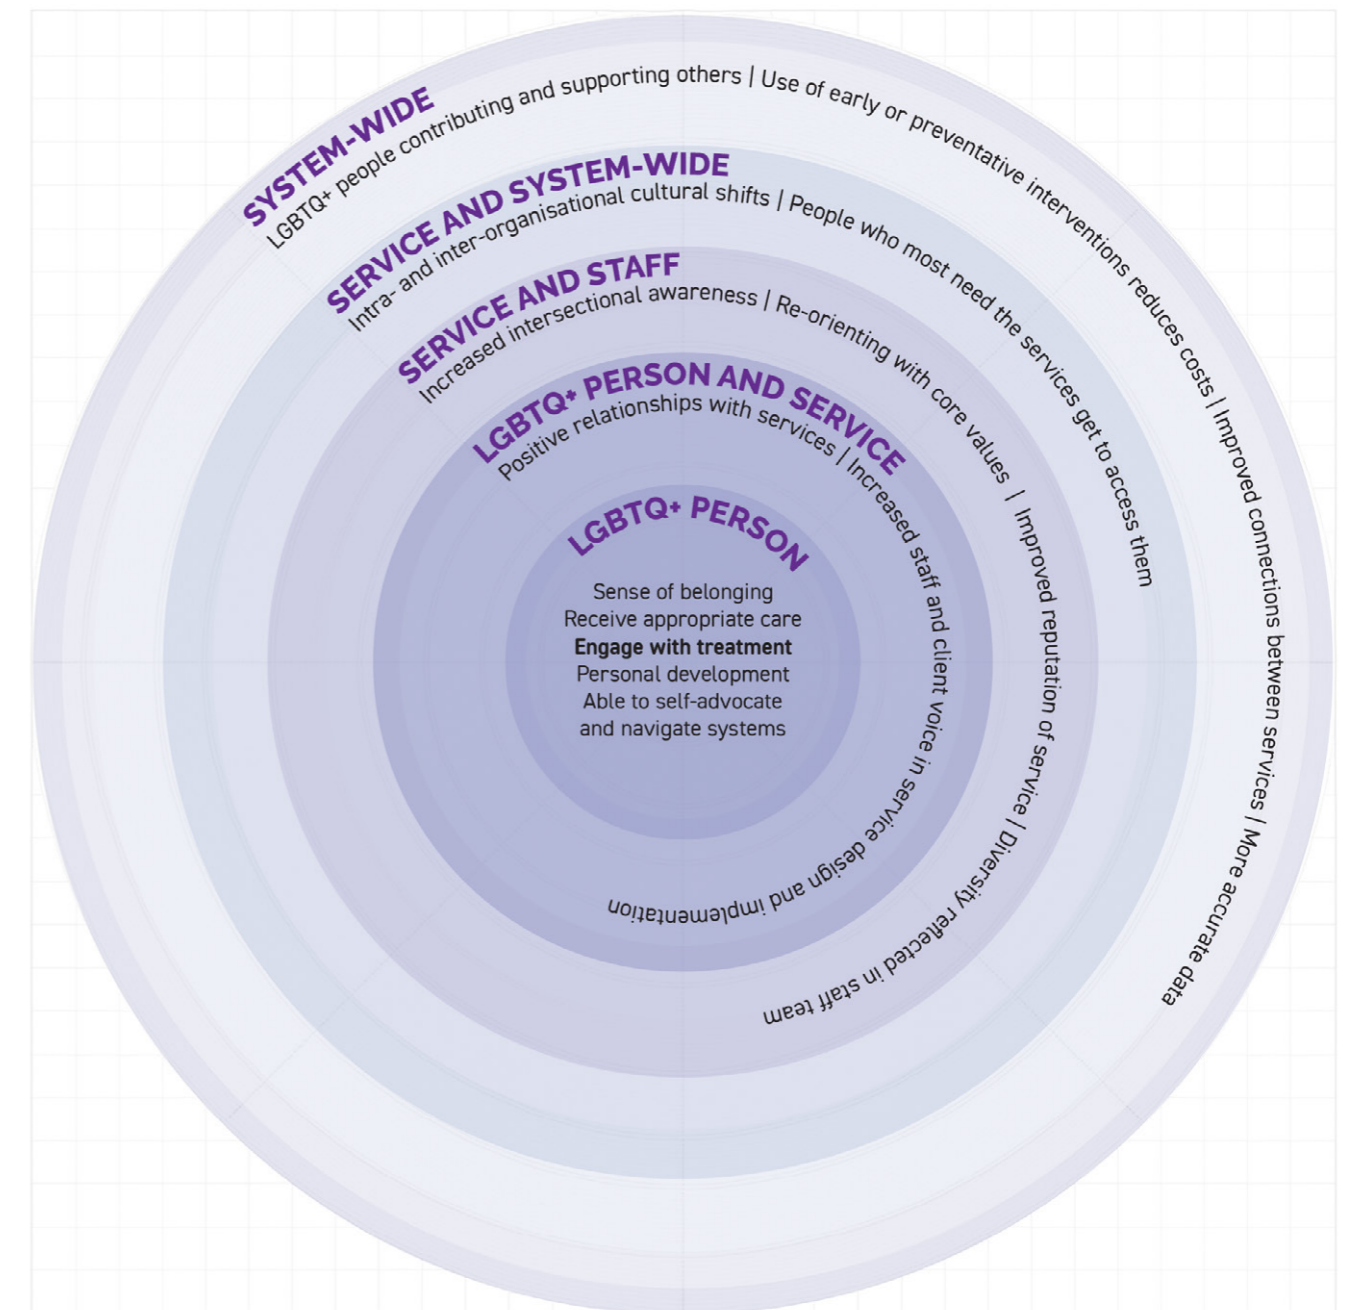 SYSTEM-WIDE
LGBTQ+ people contributing and supporting others | Use of early or preventative interventions reduces costs | Improved connections between services | More accurate data
SERVICE AND SYSTEM-WIDE
Intra- and inter-organisational cultural shifts | People who most need the services get to access them
SERVICE AND STAFF
Increased intersectional awareness | Re-orienting with core values | Improved reputation of service | Diversity reflected in staff team
LGBTQ+ PERSON AND SERVICE
Positive relationships with services | Increased staff and client voice in service design and implementation
LGBTQ+ PERSON
Sense of belonging
Receive appropriate care
Engage with treatment
Personal development
Able to self-advocate
and navigate systems